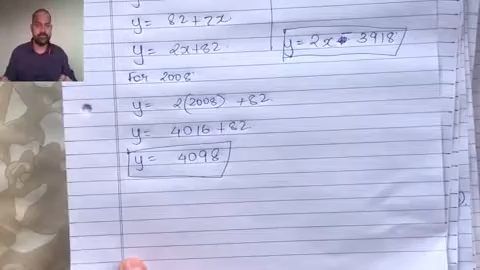 y= 82+2x
y= 2x+82
y= 2x - 3918
for 2008
y= 2(2008) +82
y= 4016 +82
y= 4098